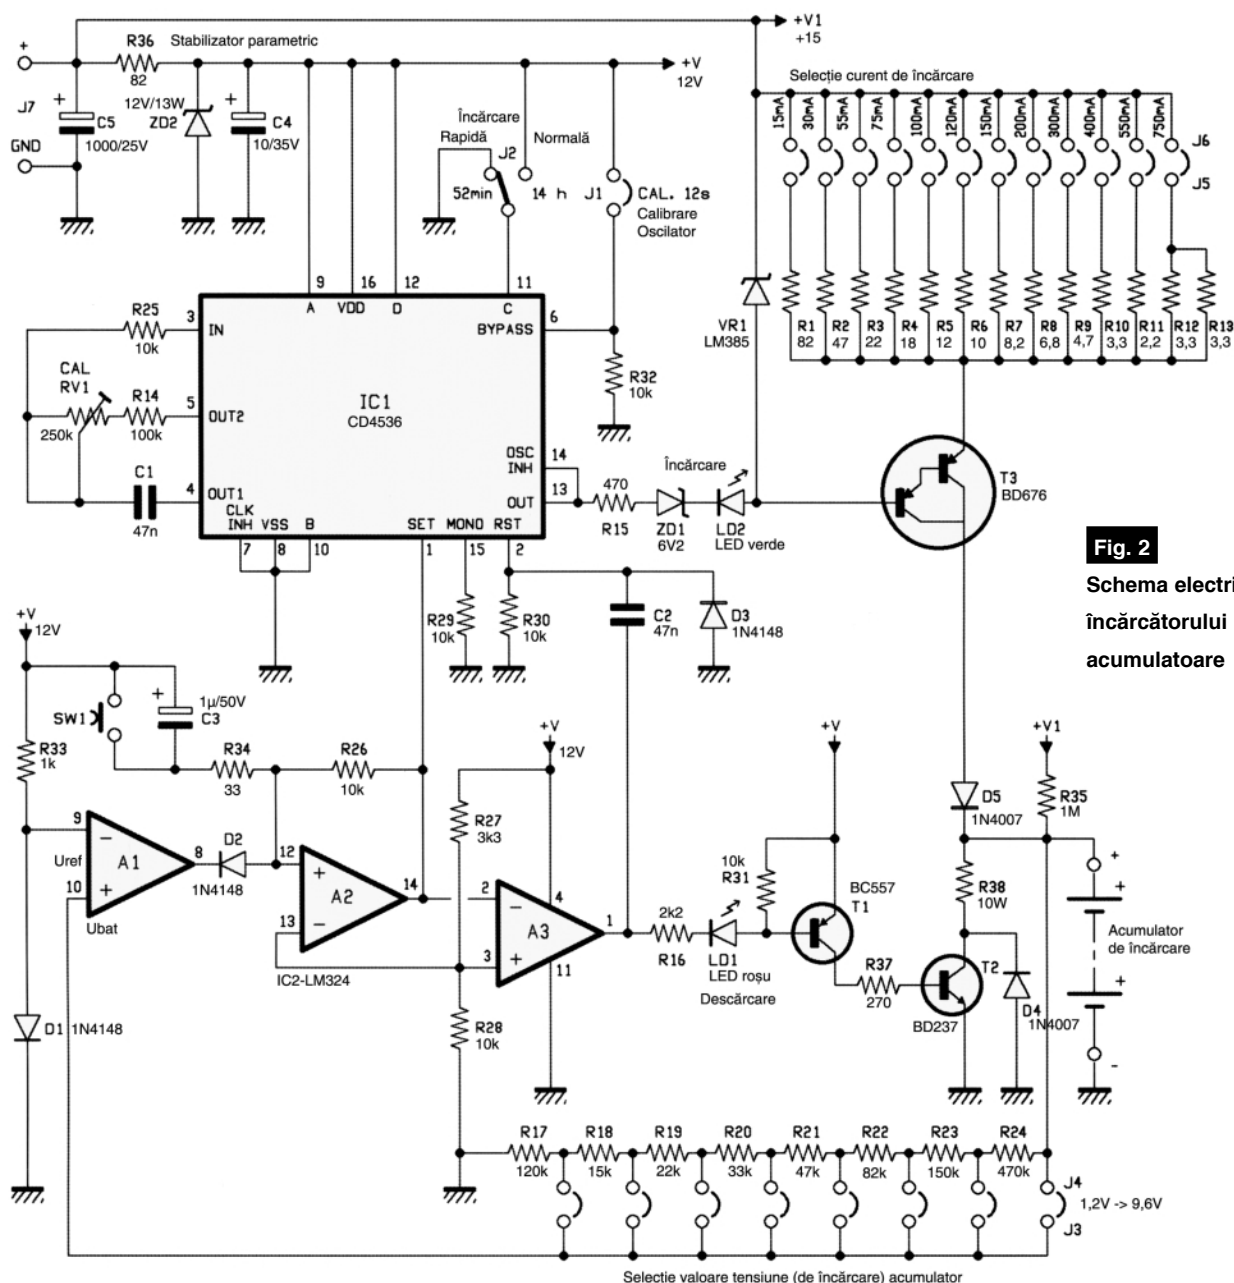 +V1
+15
R36
82
Stabilizator parametric
+
J7
GND
+
C5
1000/25V
12V/13W
ZD2
+
C4
10/35V
+V
12V
Încărcare
Rapidă
Normală
J2
52min
14 h
J1
CAL. 12s
Calibrare
Oscilator
Selecție curent de încărcare
15mA
30mA
55mA
75mA
100mA
120mA
150mA
200mA
300mA
400mA
550mA
750mA
J6
J5
VR1
LM385
R1 R2 R3 R4 R5 R6 R7 R8 R9 R10 R11 R12 R13
82 47 22 18 12 10 8,2 6,8 4,7 3,3 2,2 3,3 3,3
9 16 12 11
A VDD D C
3 IN
BYPASS 6
R25
10k
CAL
RV1
250k
R14
100k
5 OUT2
C1
47n
4 OUT1
IC1
CD4536
R32
10k
OSC
INH 14
OUT 13
CLK
INH VSS B SET MONO RST
7 8 10 1 15 2
470
R15
Încărcare
ZD1
6V2
LD2
LED verde
T3
BD676
Fig. 2
Schema electri
încărcătorului
acumulatoare
R29
10k
R30
10k
C2
47n
D3
1N4148
+V
12V
SW1
+
1µ/50V
C3
R33
1k
R34
33
R26
10k
9
Uref
10
Ubat
−
+
A1
8
D2
1N4148
12
13
+
−
A2
14
IC2-LM324
R27
3k3
R28
10k
+V
12V
2
3
−
+
A3
4
11
1
2k2
R16
LD1
LED roșu
Descărcare
10k
R31
+V
BC557
T1
R37
270
BD237
T2
D4
1N4007
D5
1N4007
+V1
R35
1M
R38
10W
+
+
Acumulator
de încărcare
+
-
D1 1N4148
R17 R18 R19 R20 R21 R22 R23 R24
120k 15k 22k 33k 47k 82k 150k 470k
J4
1,2V -> 9,6V
J3
Selecție valoare tensiune (de încărcare) acumulator